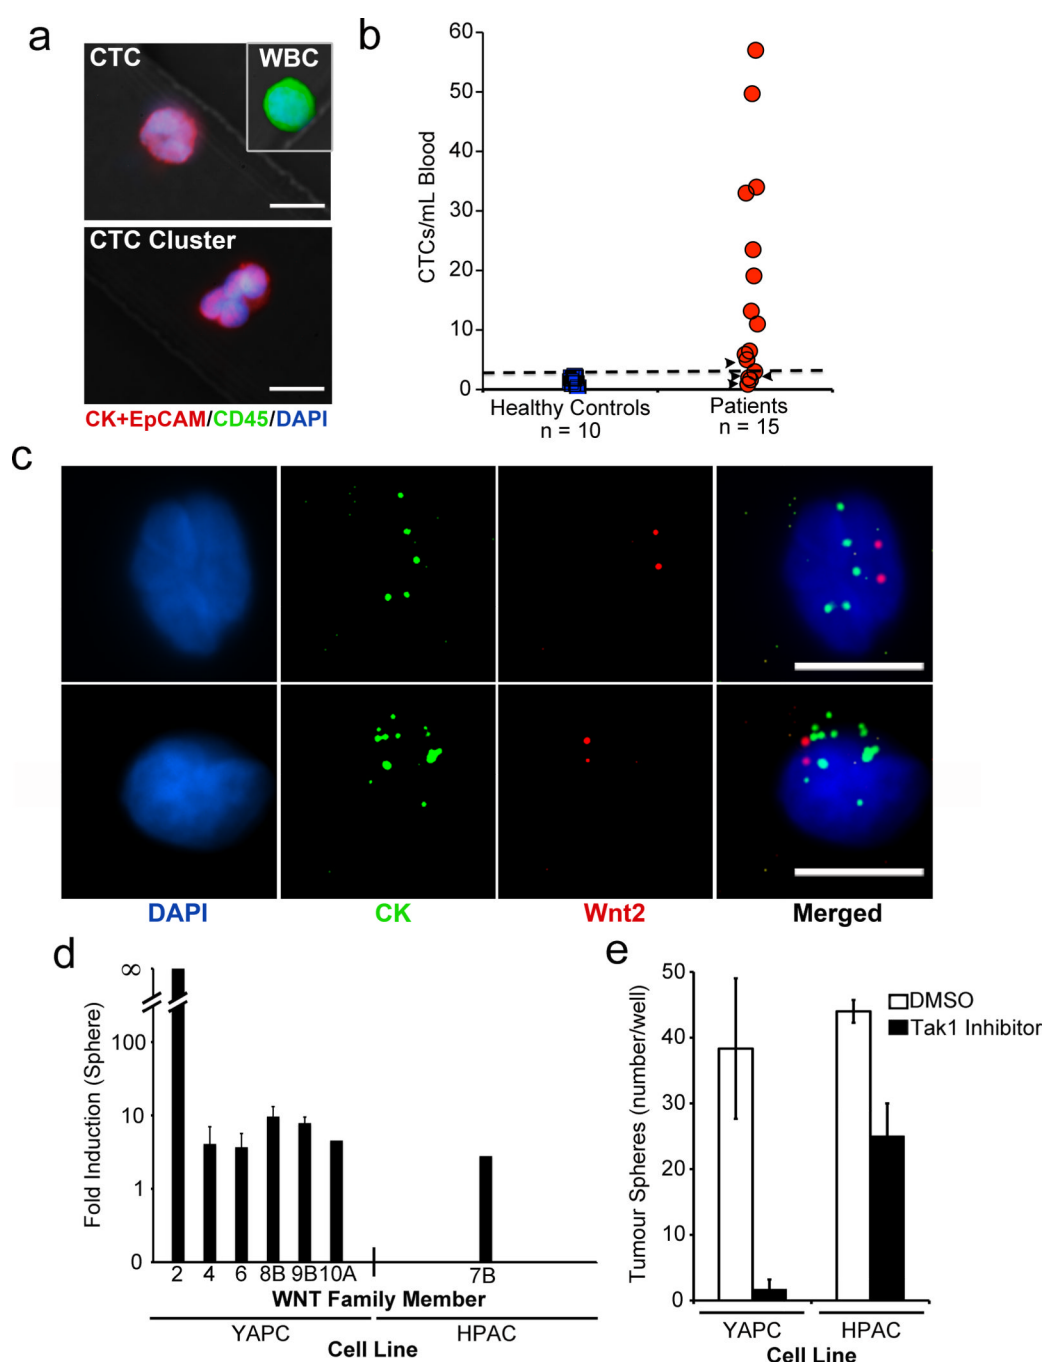 a
CTC
WBC
CTC Cluster
CK+EpCAM/CD45/DAPI
b
CTCs/mL Blood
60
50
40
30
20
10
0
Healthy Controls
n = 10
Patients
n = 15
c
DAPI
CK
Wnt2
Merged
d
Fold Induction (Sphere)
∞
100
10
1
0
2
4
6
8B
9B
10A
7B
WNT Family Member
YAPC
HPAC
Cell Line
e
Tumour Spheres (number/well)
50
40
30
20
10
0
DMSO
Tak1 Inhibitor
YAPC
HPAC
Cell Line